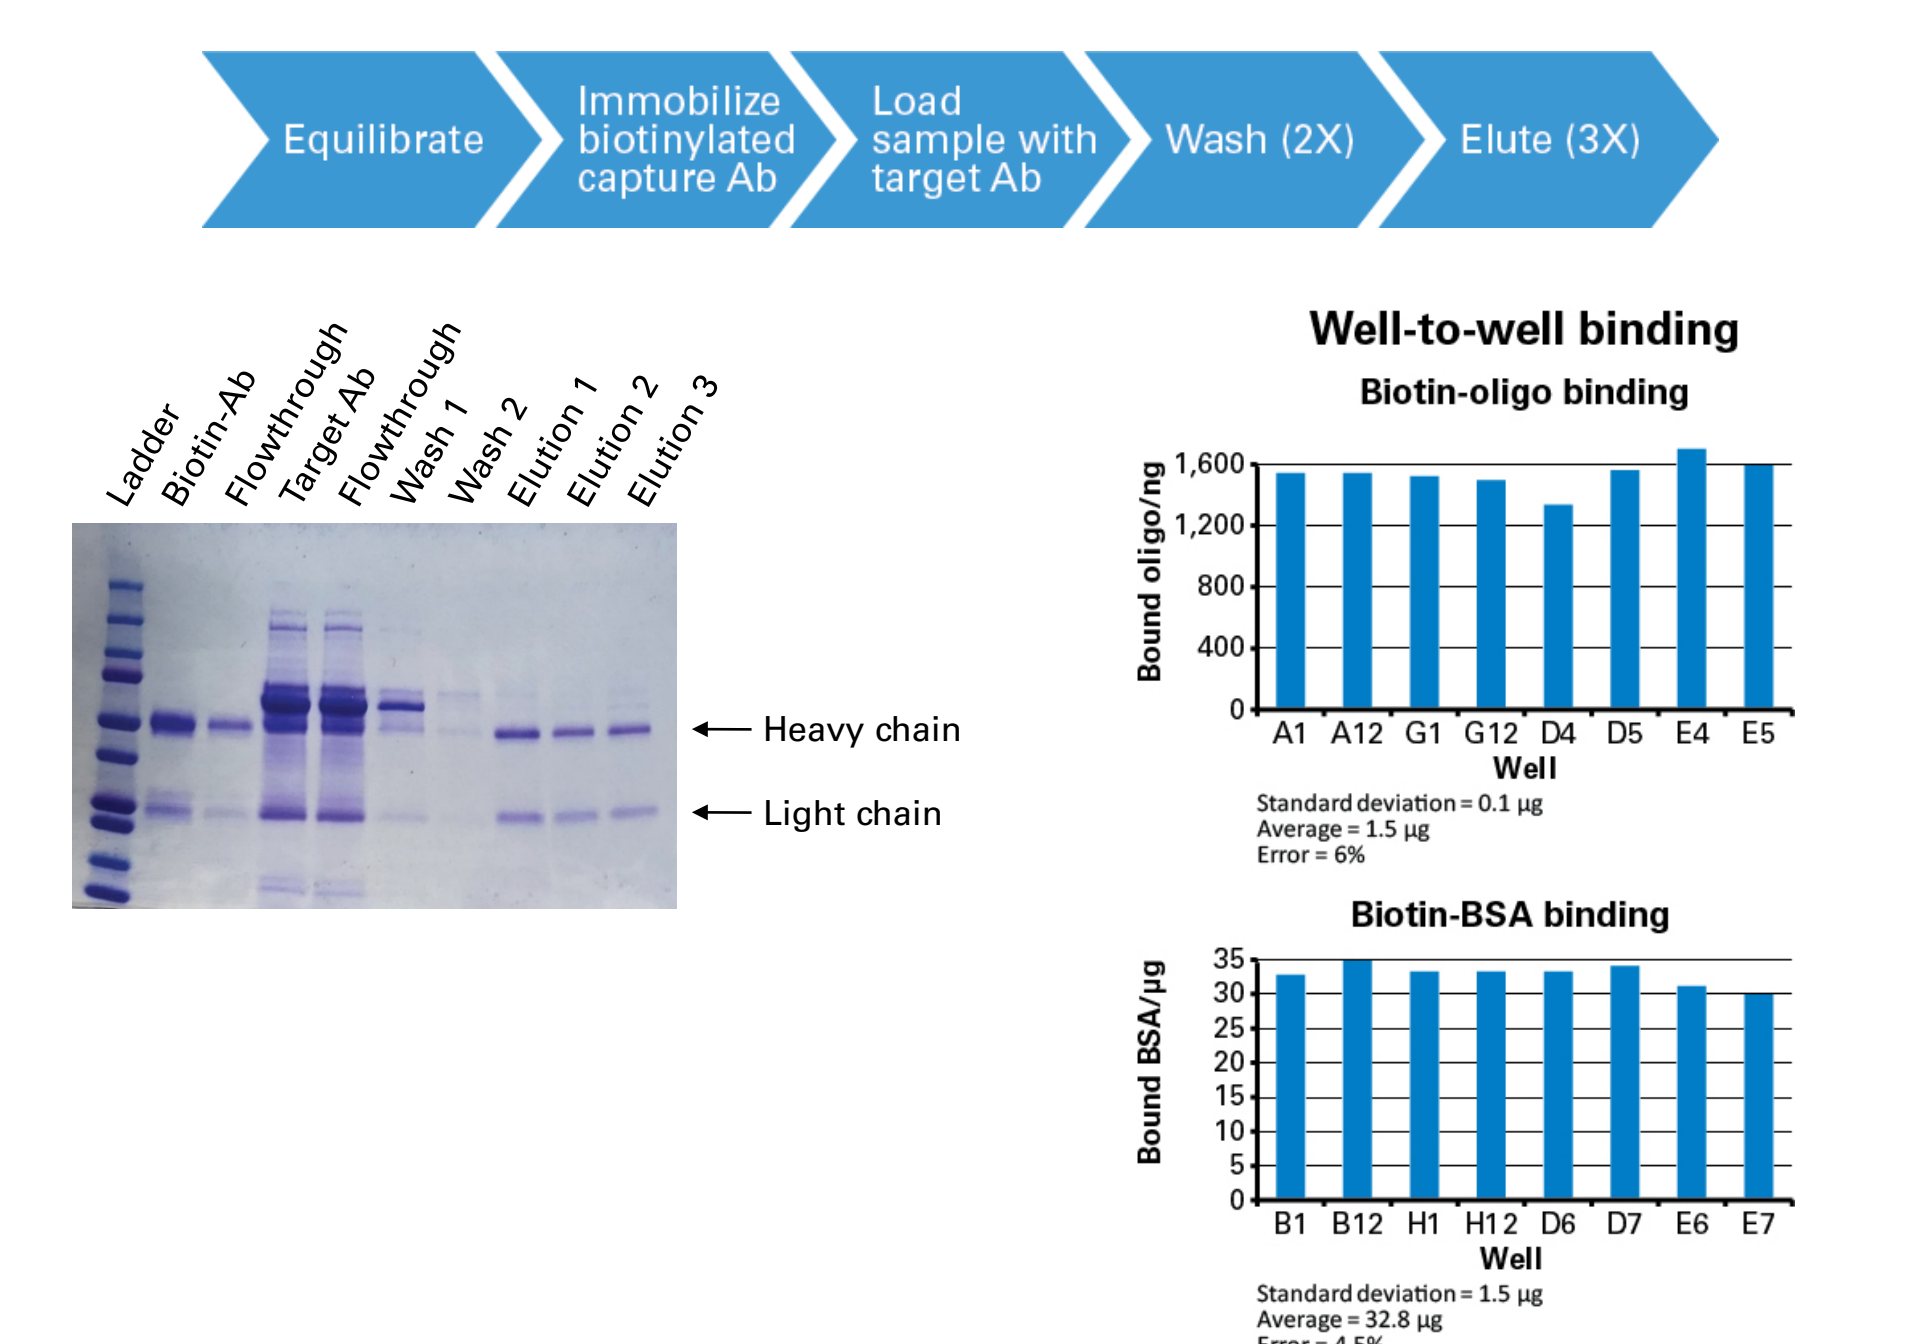 Equilibrate
Immobilize
biotinylated
capture Ab
Load
sample with
target Ab
Wash (2X)
Elute (3X)
Ladder
Biotin-Ab
Flowthrough
Target Ab
Flowthrough
Wash 1
Wash 2
Elution 1
Elution 2
Elution 3
Heavy chain
Light chain
Well-to-well binding
Biotin-oligo binding
Bound oligo/ng
1,600
1,200
800
400
0
A1 A12 G1 G12 D4 D5 E4 E5
Well
Standard deviation = 0.1 µg
Average = 1.5 µg
Error = 6%
Biotin-BSA binding
Bound BSA/µg
35
30
25
20
15
10
5
0
B1 B12 H1 H12 D6 D7 E6 E7
Well
Standard deviation = 1.5 µg
Average = 32.8 µg
Error = 4.5%